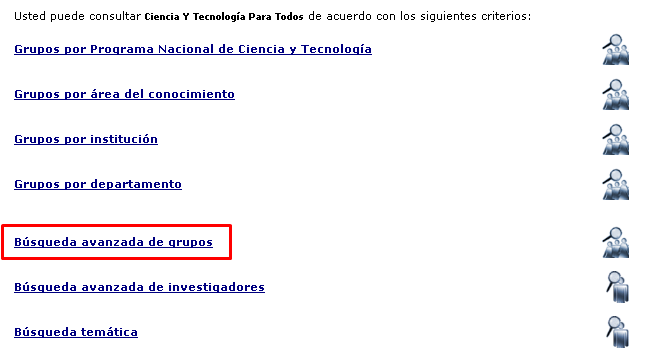 Usted puede consultar Ciencia Y Tecnología Para Todos de acuerdo con los siguientes criterios:
Grupos por Programa Nacional de Ciencia y Tecnología
Grupos por área del conocimiento
Grupos por institución
Grupos por departamento
Búsqueda avanzada de grupos
Búsqueda avanzada de investigadores
Búsqueda temática